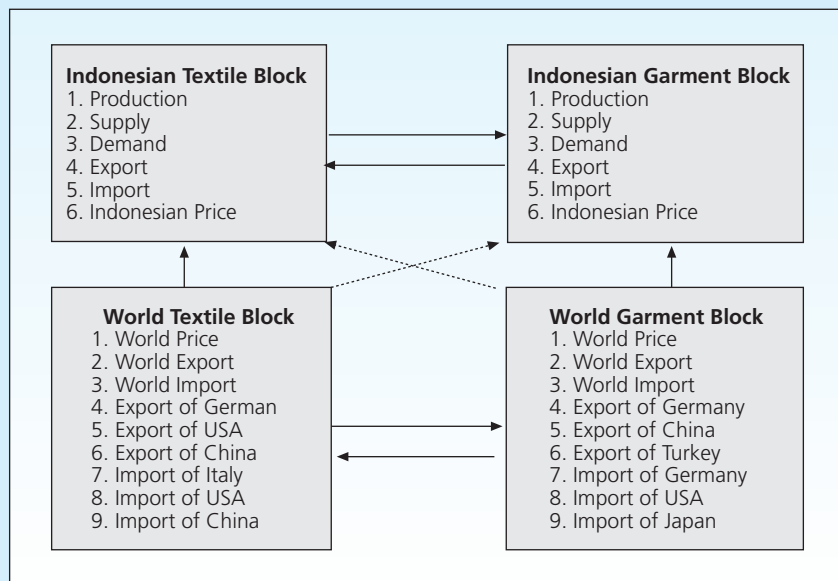 Indonesian Textile Block
1. Production
2. Supply
3. Demand
4. Export
5. Import
6. Indonesian Price
Indonesian Garment Block
1. Production
2. Supply
3. Demand
4. Export
5. Import
6. Indonesian Price
World Textile Block
1. World Price
2. World Export
3. World Import
4. Export of German
5. Export of USA
6. Export of China
7. Import of Italy
8. Import of USA
9. Import of China
World Garment Block
1. World Price
2. World Export
3. World Import
4. Export of Germany
5. Export of China
6. Export of Turkey
7. Import of Germany
8. Import of USA
9. Import of Japan